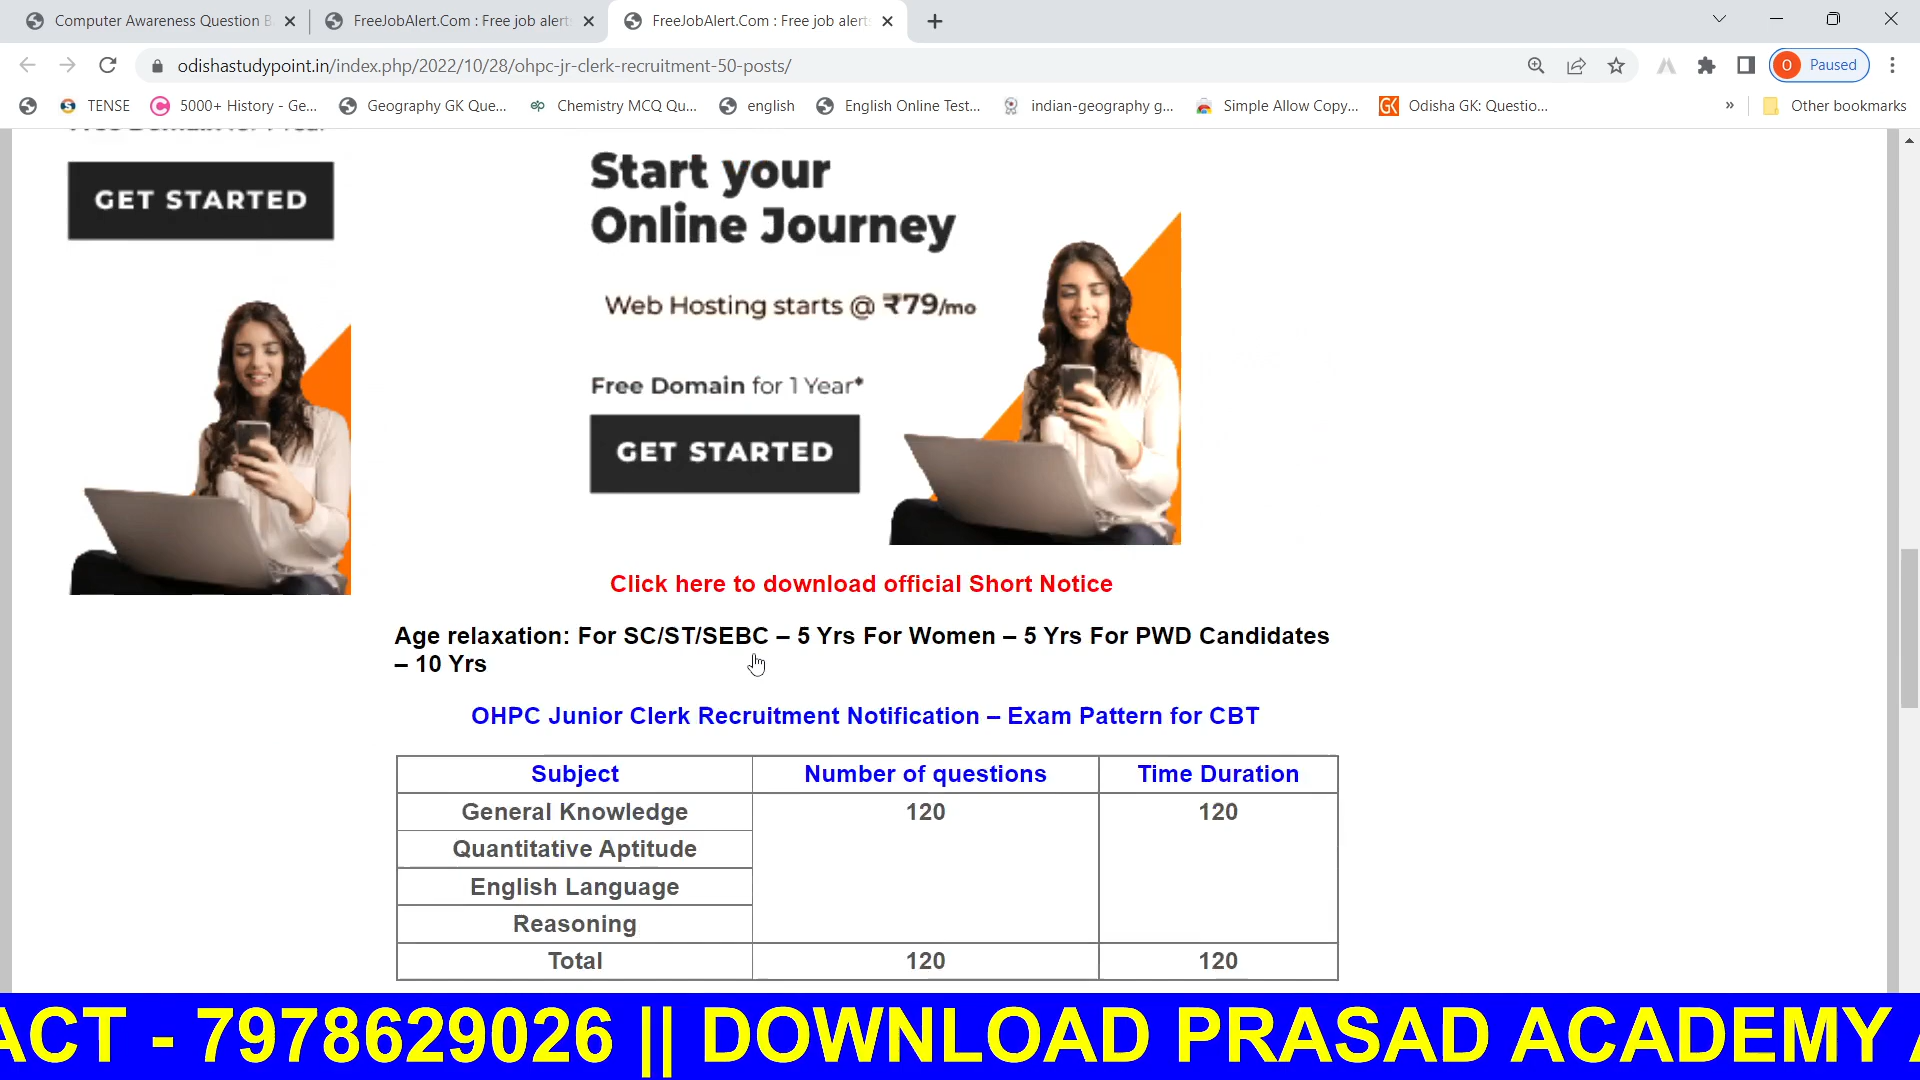 Computer Awareness Question B
FreeJobAlert.Com : Free job alert
FreeJobAlert.Com : Free job alert
odishastudypoint.in/index.php/2022/10/28/ohpc-jr-clerk-recruitment-50-posts/
O Paused
TENSE
5000+ History - Ge...
Geography GK Que...
Chemistry MCQ Qu...
english
English Online Test...
indian-geography g...
Simple Allow Copy...
GK Odisha GK: Questio...
»
Other bookmarks
GET STARTED
Start your
Online Journey
Web Hosting starts @ ₹79/mo
Free Domain for 1 Year*
GET STARTED
Click here to download official Short Notice
Age relaxation: For SC/ST/SEBC – 5 Yrs For Women – 5 Yrs For PWD Candidates
– 10 Yrs
OHPC Junior Clerk Recruitment Notification – Exam Pattern for CBT
Subject Number of questions Time Duration
General Knowledge 120 120
Quantitative Aptitude
English Language
Reasoning
Total 120 120
ACT - 7978629026 || DOWNLOAD PRASAD ACADEMY